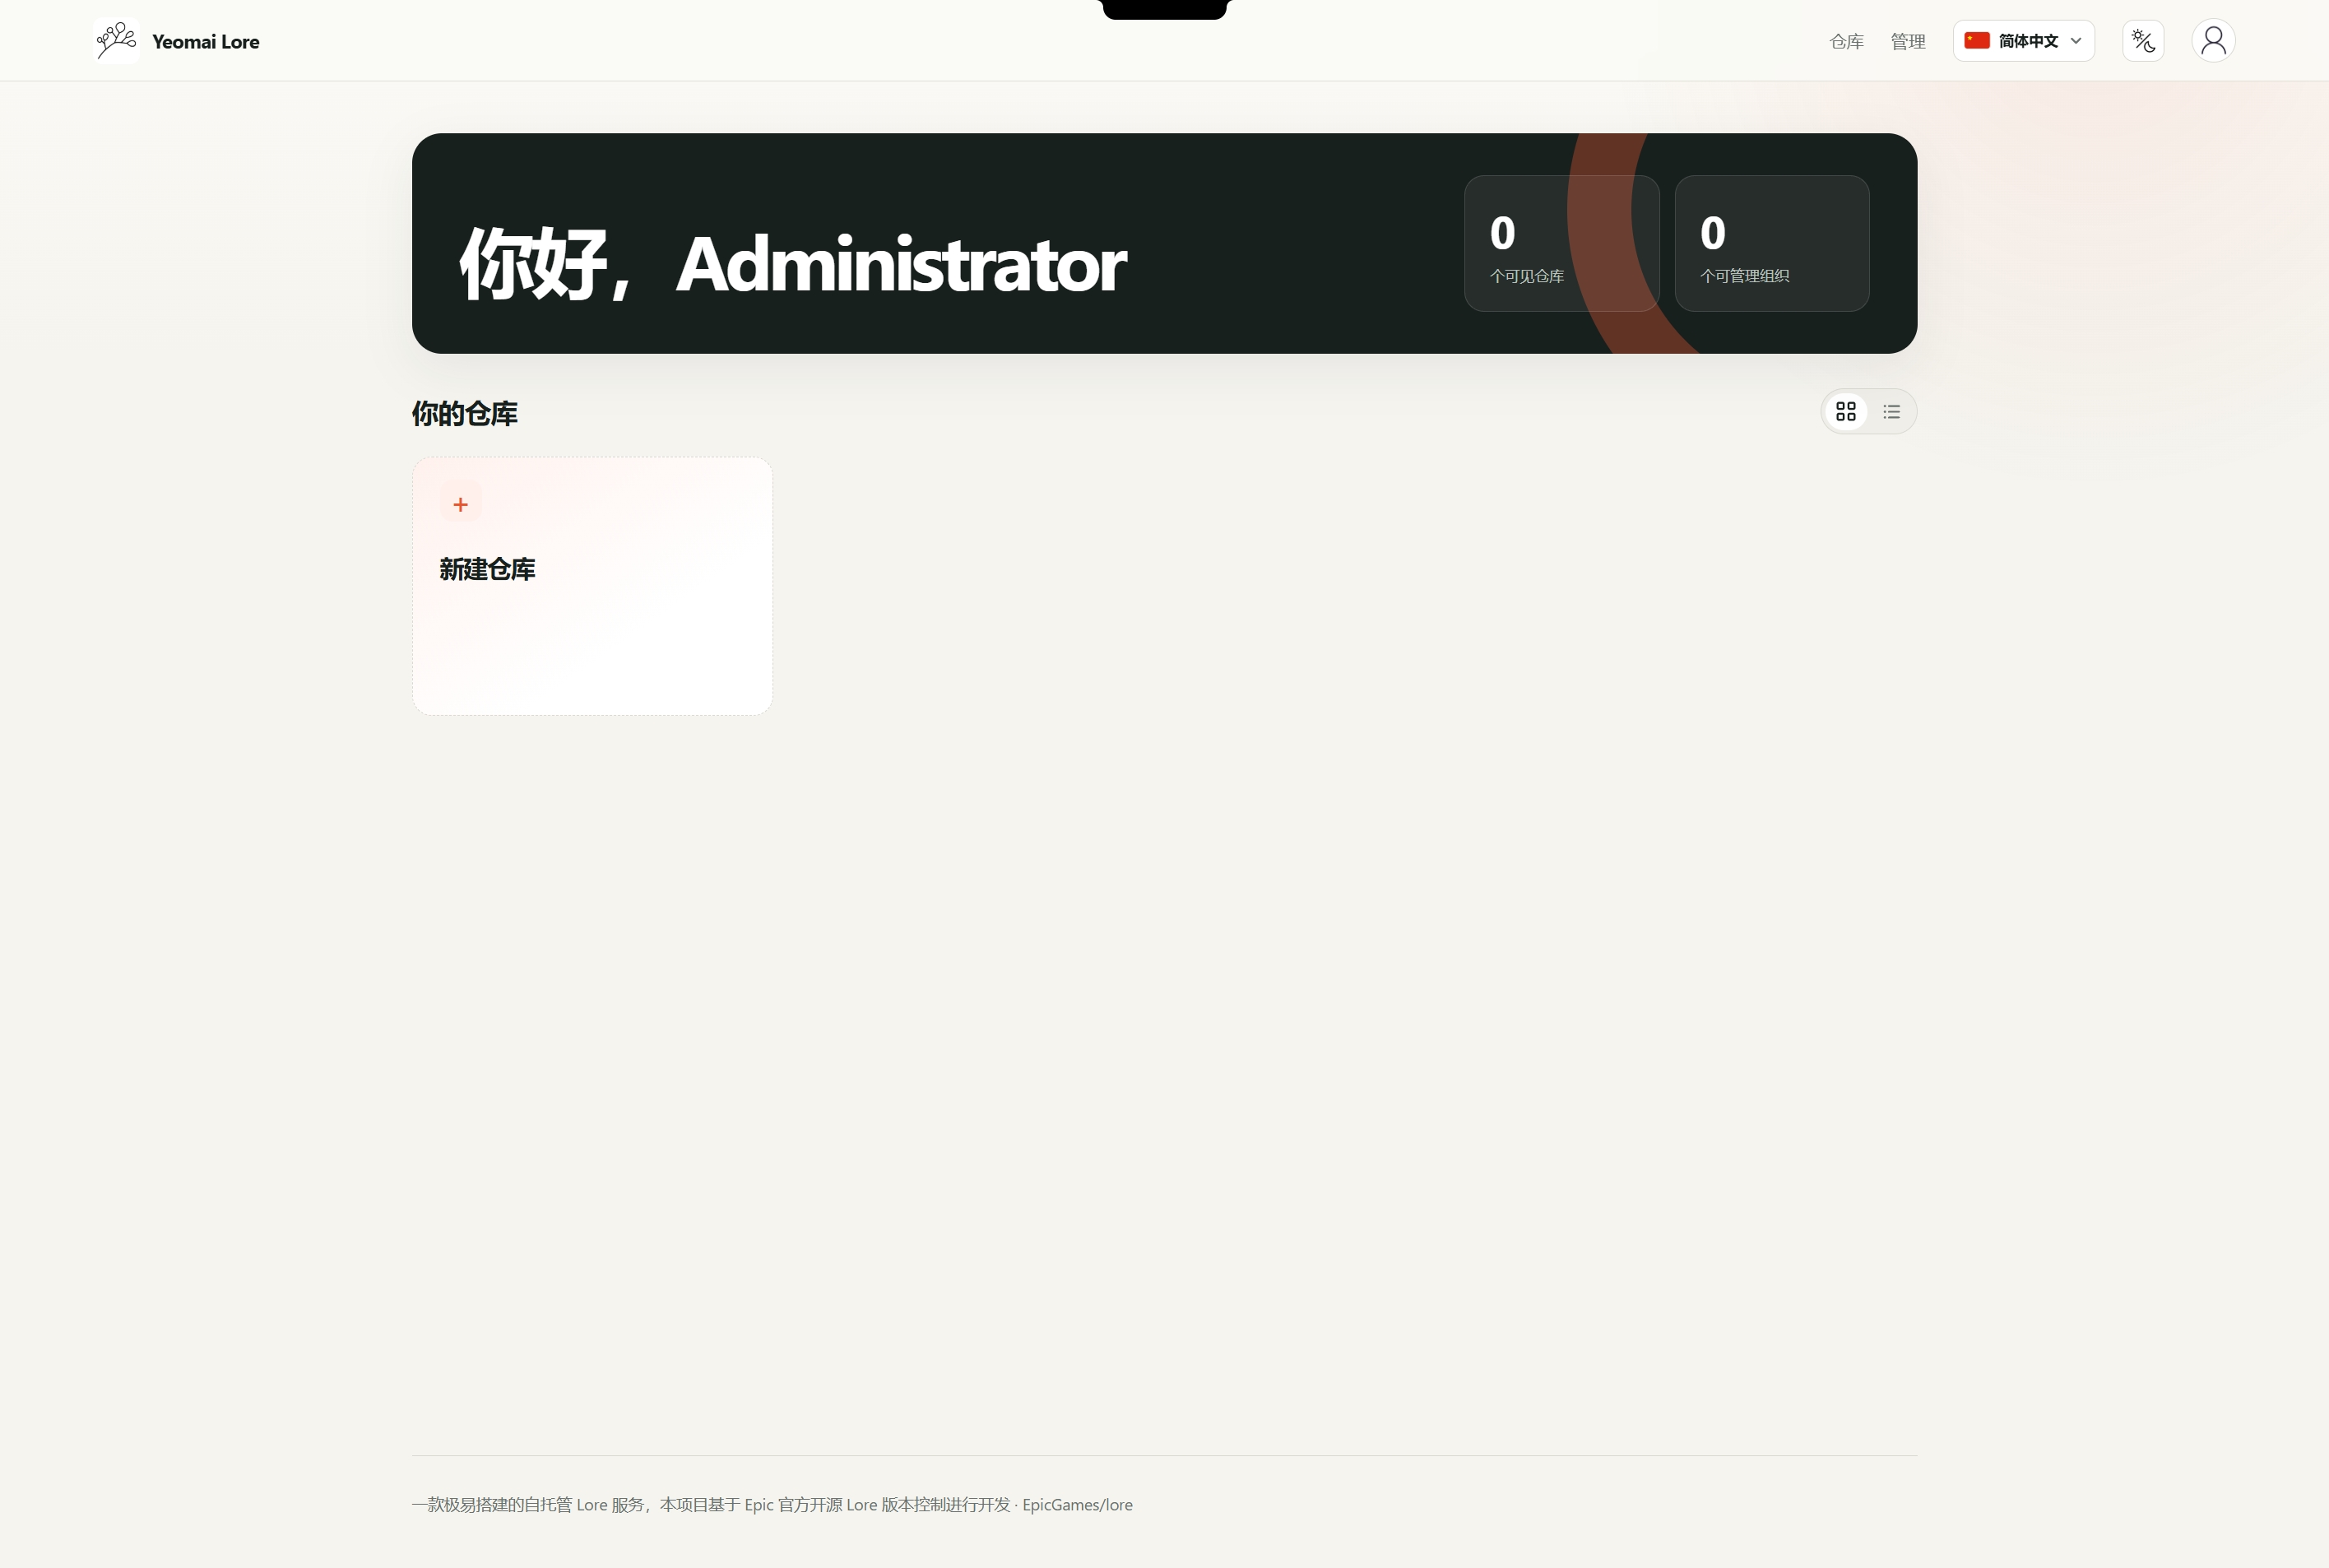 Yeomai Lore
仓库
管理
简体中文
你好，Administrator
0
个可见仓库
0
个可管理组织
你的仓库
+
新建仓库
一款极易搭建的自托管 Lore 服务，本项目基于 Epic 官方开源 Lore 版本控制进行开发 · EpicGames/lore